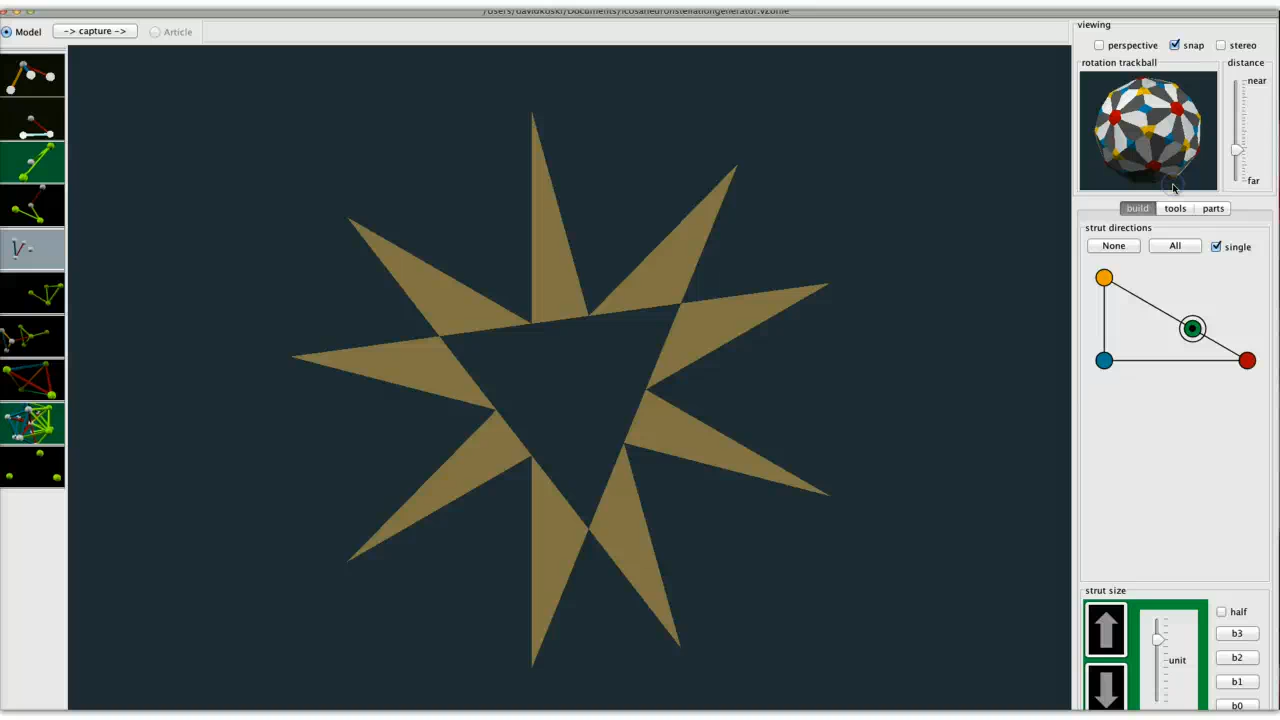 /Users/davidkoski/Documents/icosahedronstellationgenerator.vZome
Model
-> capture ->
Article
viewing
perspective
snap
stereo
rotation trackball
distance
near
far
build
tools
parts
strut directions
None
All
single
strut size
half
b3
unit
b2
b1
b0